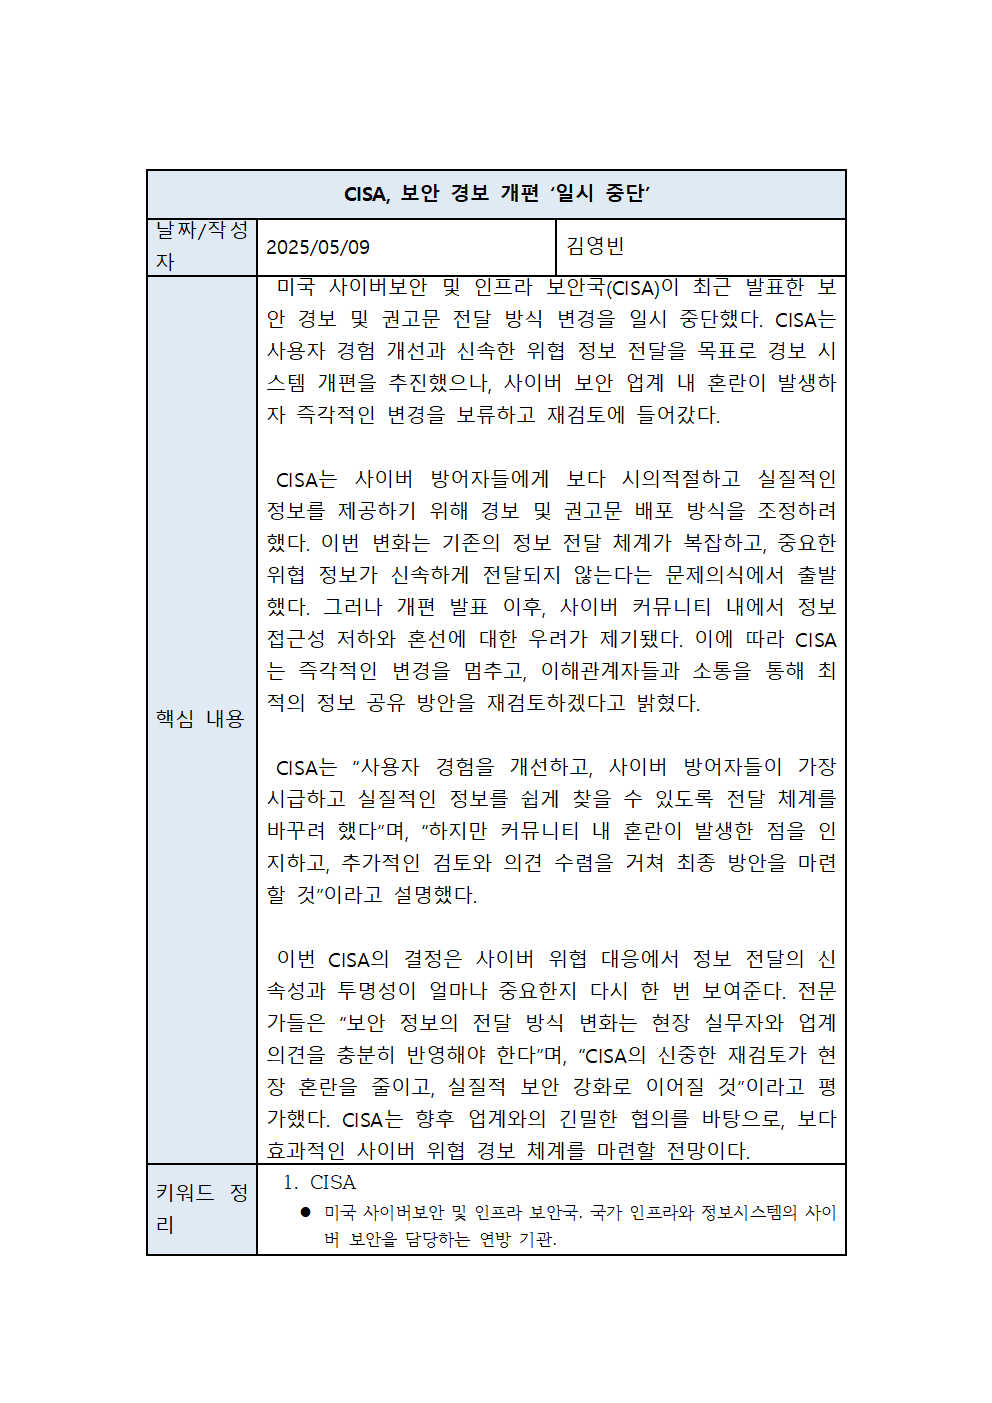 CISA, 보안 경보 개편 ‘일시 중단’
날짜/작성
자
2025/05/09
김영빈
미국 사이버보안 및 인프라 보안국(CISA)이 최근 발표한 보
안 경보 및 권고문 전달 방식 변경을 일시 중단했다. CISA는
사용자 경험 개선과 신속한 위협 정보 전달을 목표로 경보 시
스템 개편을 추진했으나, 사이버 보안 업계 내 혼란이 발생하
자 즉각적인 변경을 보류하고 재검토에 들어갔다.
CISA는 사이버 방어자들에게 보다 시의적절하고 실질적인
정보를 제공하기 위해 경보 및 권고문 배포 방식을 조정하려
했다. 이번 변화는 기존의 정보 전달 체계가 복잡하고, 중요한
위협 정보가 신속하게 전달되지 않는다는 문제의식에서 출발
했다. 그러나 개편 발표 이후, 사이버 커뮤니티 내에서 정보
접근성 저하와 혼선에 대한 우려가 제기됐다. 이에 따라 CISA
는 즉각적인 변경을 멈추고, 이해관계자들과 소통을 통해 최
적의 정보 공유 방안을 재검토하겠다고 밝혔다.
핵심 내용
CISA는 “사용자 경험을 개선하고, 사이버 방어자들이 가장
시급하고 실질적인 정보를 쉽게 찾을 수 있도록 전달 체계를
바꾸려 했다”며, “하지만 커뮤니티 내 혼란이 발생한 점을 인
지하고, 추가적인 검토와 의견 수렴을 거쳐 최종 방안을 마련
할 것”이라고 설명했다.
이번 CISA의 결정은 사이버 위협 대응에서 정보 전달의 신
속성과 투명성이 얼마나 중요한지 다시 한 번 보여준다. 전문
가들은 “보안 정보의 전달 방식 변화는 현장 실무자와 업계
의견을 충분히 반영해야 한다”며, “CISA의 신중한 재검토가 현
장 혼란을 줄이고, 실질적 보안 강화로 이어질 것”이라고 평
가했다. CISA는 향후 업계와의 긴밀한 협의를 바탕으로, 보다
효과적인 사이버 위협 경보 체계를 마련할 전망이다.
키워드 정
리
1. CISA
● 미국 사이버보안 및 인프라 보안국. 국가 인프라와 정보시스템의 사이
버 보안을 담당하는 연방 기관.